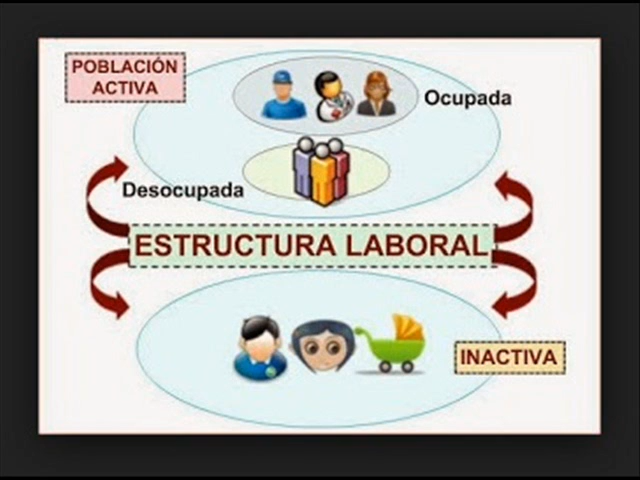 POBLACIÓN
ACTIVA
Ocupada
Desocupada
ESTRUCTURA LABORAL
INACTIVA